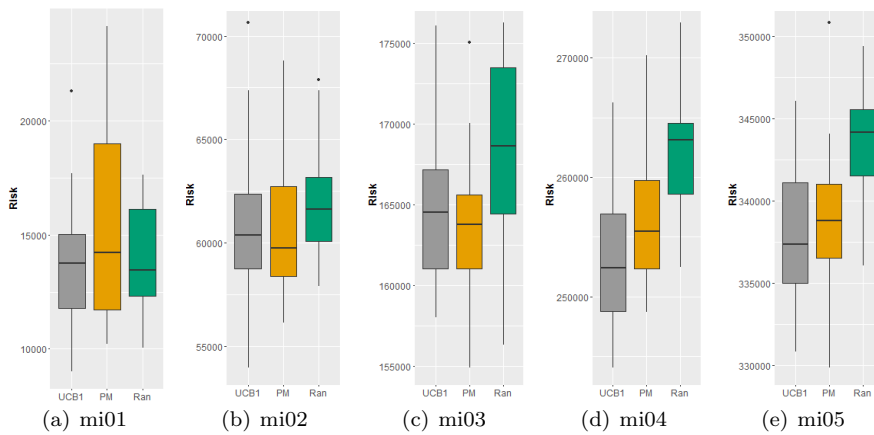 Risk
20000
15000
10000
UCB1 PM Ran
(a) mi01
Risk
70000
65000
60000
55000
UCB1 PM Ran
(b) mi02
Risk
175000
170000
165000
160000
155000
UCB1 PM Ran
(c) mi03
Risk
270000
260000
250000
UCB1 PM Ran
(d) mi04
Risk
350000
345000
340000
335000
330000
UCB1 PM Ran
(e) mi05